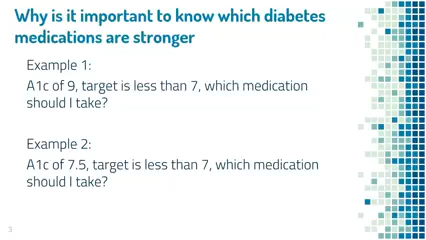 Why is it important to know which diabetes
medications are stronger
Example 1:
A1c of 9, target is less than 7, which medication
should I take?
Example 2:
A1c of 7.5, target is less than 7, which medication
should I take?
3